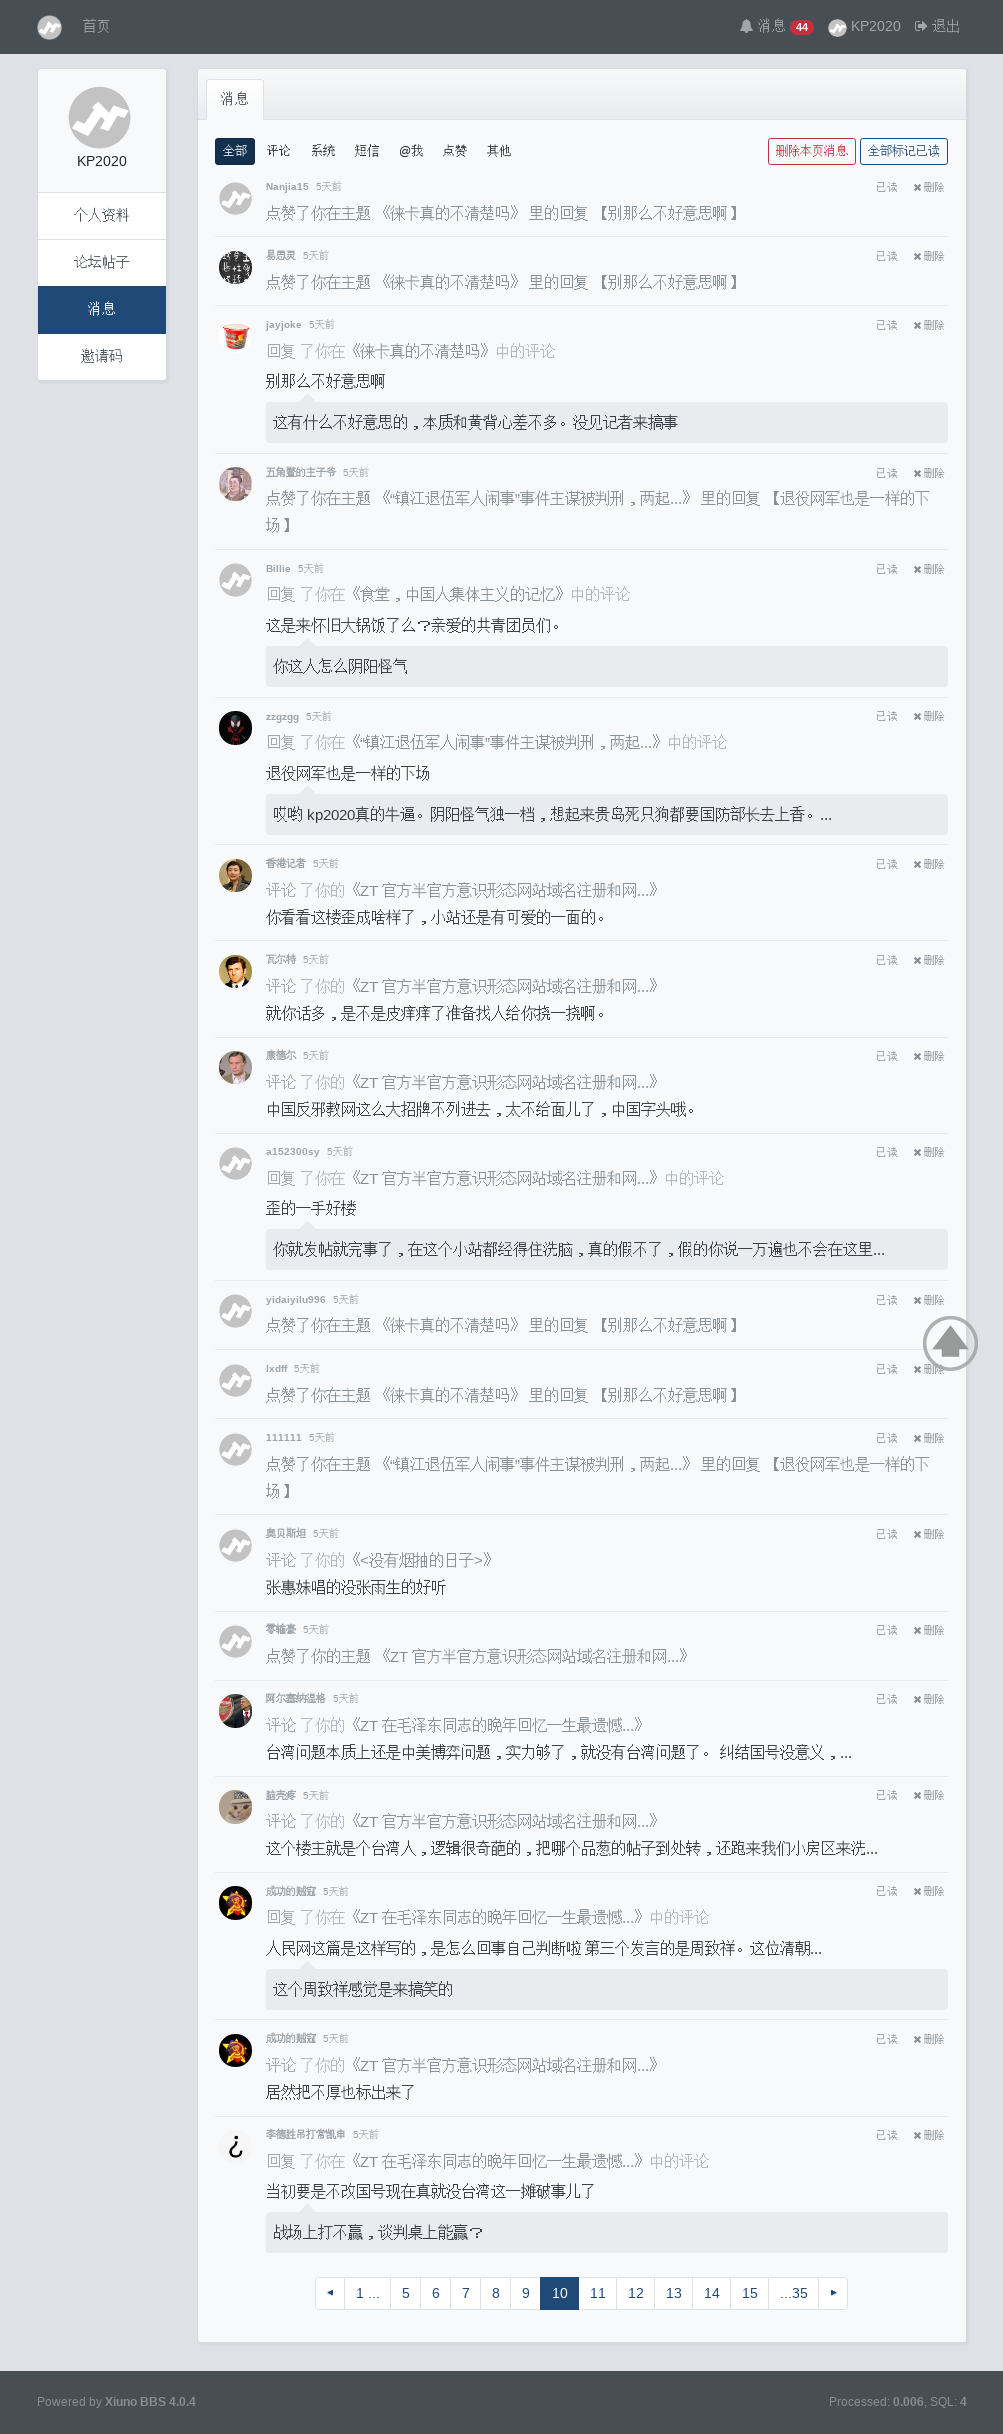 首页
消息 44 KP2020 退出
KP2020
个人资料
论坛帖子
消息
邀请码
消息
全部 评论 系统 短信 @我 点赞 其他 删除本页消息 全部标记已读
Nanjia15 5天前 已读 ✖删除
点赞了你在主题 《徕卡真的不清楚吗》 里的回复 【别那么不好意思啊】
易思灵 5天前 已读 ✖删除
点赞了你在主题 《徕卡真的不清楚吗》 里的回复 【别那么不好意思啊】
jayjoke 5天前 已读 ✖删除
回复 了你在《徕卡真的不清楚吗》中的评论
别那么不好意思啊
这有什么不好意思的，本质和黄背心差不多。没见记者来搞事
五角鳖的主子爷 5天前 已读 ✖删除
点赞了你在主题 《“镇江退伍军人闹事”事件主谋被判刑，两起...》 里的回复 【退役网军也是一样的下
场】
Billie 5天前 已读 ✖删除
回复 了你在《食堂，中国人集体主义的记忆》中的评论
这是来怀旧大锅饭了么？亲爱的共青团员们。
你这人怎么阴阳怪气
zzgzgg 5天前 已读 ✖删除
回复 了你在《“镇江退伍军人闹事”事件主谋被判刑，两起...》中的评论
退役网军也是一样的下场
哎哟 kp2020真的牛逼。阴阳怪气独一档，想起来贵岛死只狗都要国防部长去上香。...
香港记者 5天前 已读 ✖删除
评论 了你的《ZT 官方半官方意识形态网站域名注册和网...》
你看看这楼歪成啥样了，小站还是有可爱的一面的。
瓦尔特 5天前 已读 ✖删除
评论 了你的《ZT 官方半官方意识形态网站域名注册和网...》
就你话多，是不是皮痒痒了准备找人给你挠一挠啊。
康德尔 5天前 已读 ✖删除
评论 了你的《ZT 官方半官方意识形态网站域名注册和网...》
中国反邪教网这么大招牌不列进去，太不给面儿了，中国字头哦。
a152300sy 5天前 已读 ✖删除
回复 了你在《ZT 官方半官方意识形态网站域名注册和网...》中的评论
歪的一手好楼
你就发帖就完事了，在这个小站都经得住洗脑，真的假不了，假的你说一万遍也不会在这里...
yidaiyilu996 5天前 已读 ✖删除
点赞了你在主题 《徕卡真的不清楚吗》 里的回复 【别那么不好意思啊】
lxdff 5天前 已读 ✖删除
点赞了你在主题 《徕卡真的不清楚吗》 里的回复 【别那么不好意思啊】
111111 5天前 已读 ✖删除
点赞了你在主题 《“镇江退伍军人闹事”事件主谋被判刑，两起...》 里的回复 【退役网军也是一样的下
场】
奥贝斯坦 5天前 已读 ✖删除
评论 了你的《<没有烟抽的日子>》
张惠妹唱的没张雨生的好听
零输豪 5天前 已读 ✖删除
点赞了你的主题 《ZT 官方半官方意识形态网站域名注册和网...》
阿尔塞纳温格 5天前 已读 ✖删除
评论 了你的《ZT 在毛泽东同志的晚年回忆一生最遗憾...》
台湾问题本质上还是中美博弈问题，实力够了，就没有台湾问题了。 纠结国号没意义，...
脑壳疼 5天前 已读 ✖删除
评论 了你的《ZT 官方半官方意识形态网站域名注册和网...》
这个楼主就是个台湾人，逻辑很奇葩的，把哪个品葱的帖子到处转，还跑来我们小房区来洗...
成功的贼寇 5天前 已读 ✖删除
回复 了你在《ZT 在毛泽东同志的晚年回忆一生最遗憾...》中的评论
人民网这篇是这样写的，是怎么回事自己判断啦 第三个发言的是周致祥。这位清朝...
这个周致祥感觉是来搞笑的
成功的贼寇 5天前 已读 ✖删除
评论 了你的《ZT 官方半官方意识形态网站域名注册和网...》
居然把不厚也标出来了
李德胜吊打常凯申 5天前 已读 ✖删除
回复 了你在《ZT 在毛泽东同志的晚年回忆一生最遗憾...》中的评论
当初要是不改国号现在真就没台湾这一摊破事儿了
战场上打不赢，谈判桌上能赢？
◂ 1 ... 5 6 7 8 9 10 11 12 13 14 15 ...35 ▸
Powered by Xiuno BBS 4.0.4 Processed: 0.006, SQL: 4